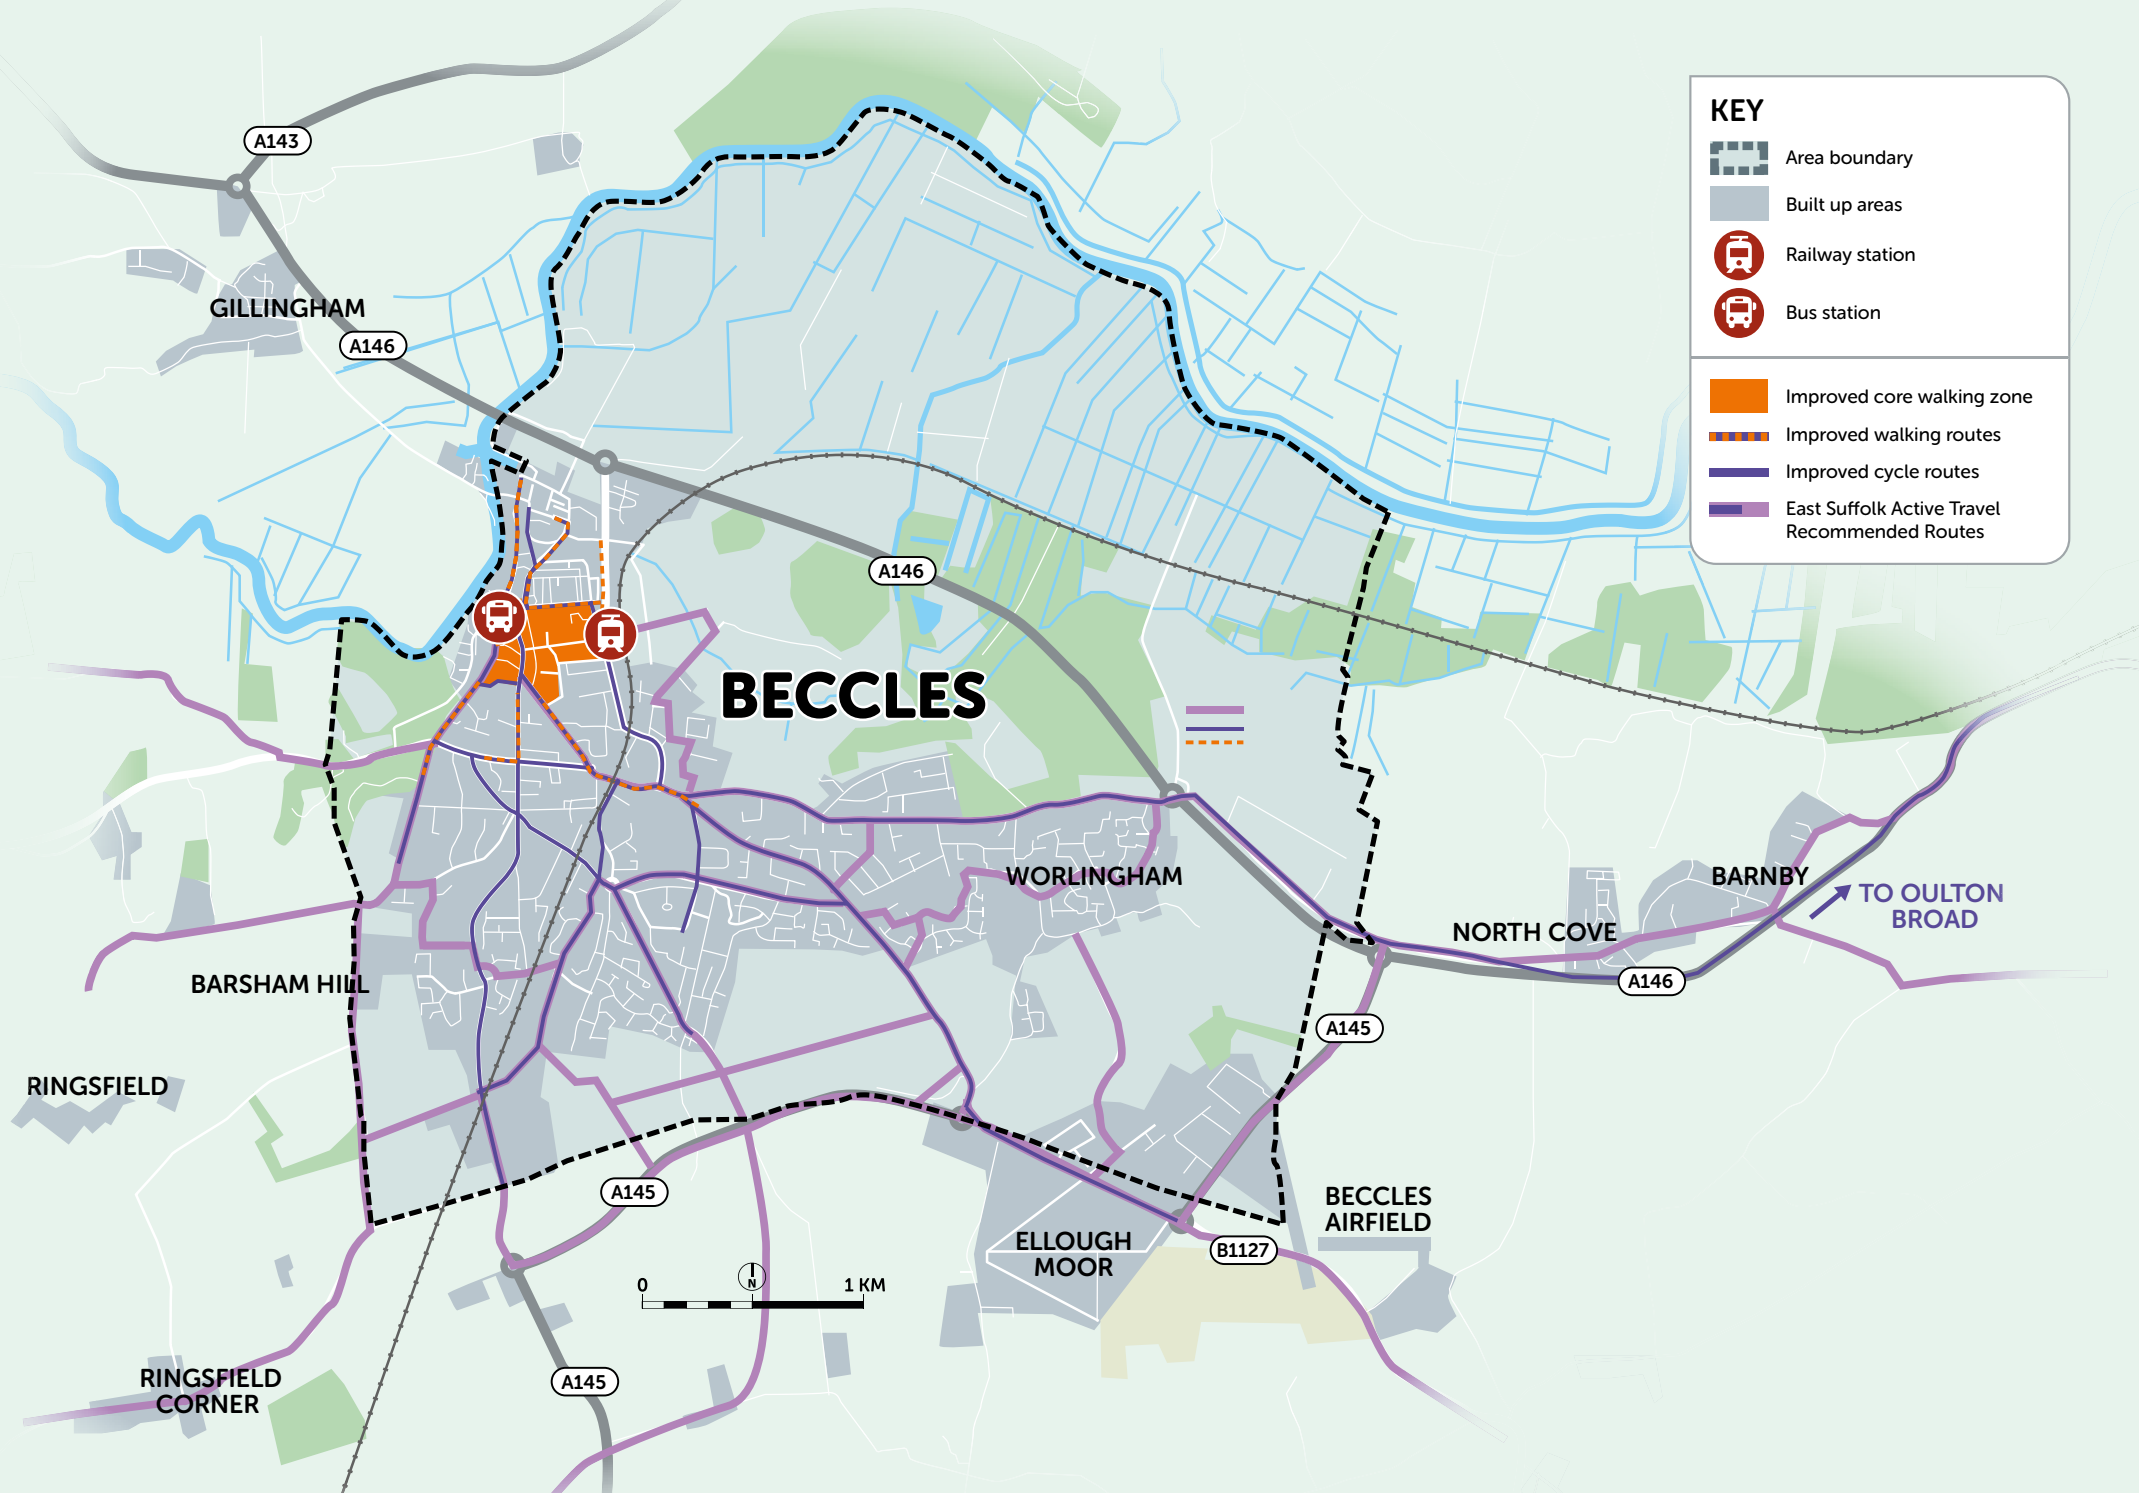 KEY
Area boundary
Built up areas
Railway station
Bus station
Improved core walking zone
Improved walking routes
Improved cycle routes
East Suffolk Active Travel
Recommended Routes
A143
GILLINGHAM
A146
A146
BECCLES
WORLINGHAM
BARNBY
TO OULTON
BROAD
NORTH COVE
A146
BARSHAM HILL
A145
RINGSFIELD
A145
BECCLES
AIRFIELD
ELLOUGH
MOOR
B1127
0
N
1 KM
RINGSFIELD
CORNER
A145